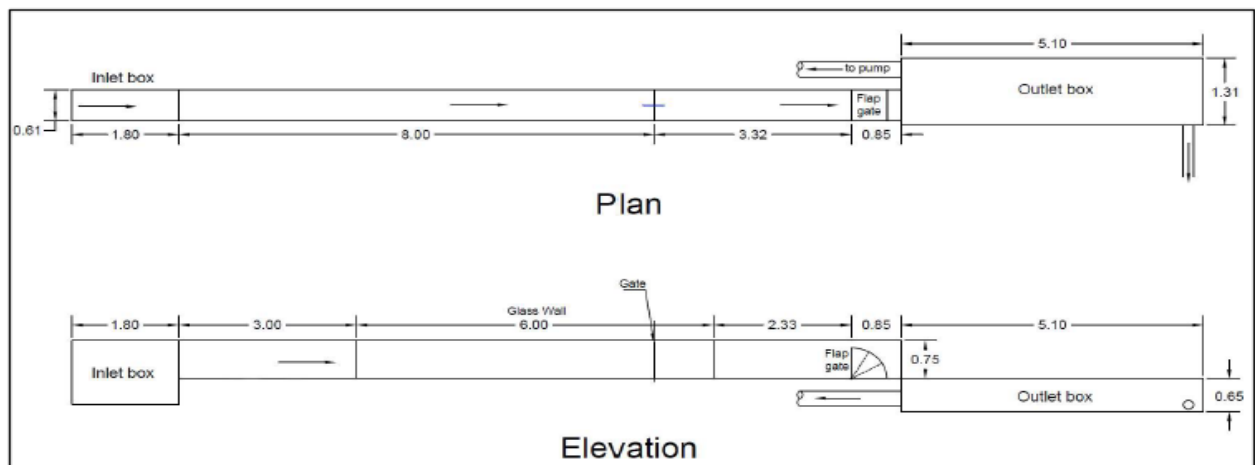 5.10
to pump
Inlet box
Outlet box
Flap
gate
1.31
0.61
1.80
8.00
3.32
0.85
Plan
Gate
Glass Wall
1.80
3.00
6.00
2.33
0.85
5.10
Inlet box
Flap
gate
0.75
Outlet box
0.65
Elevation